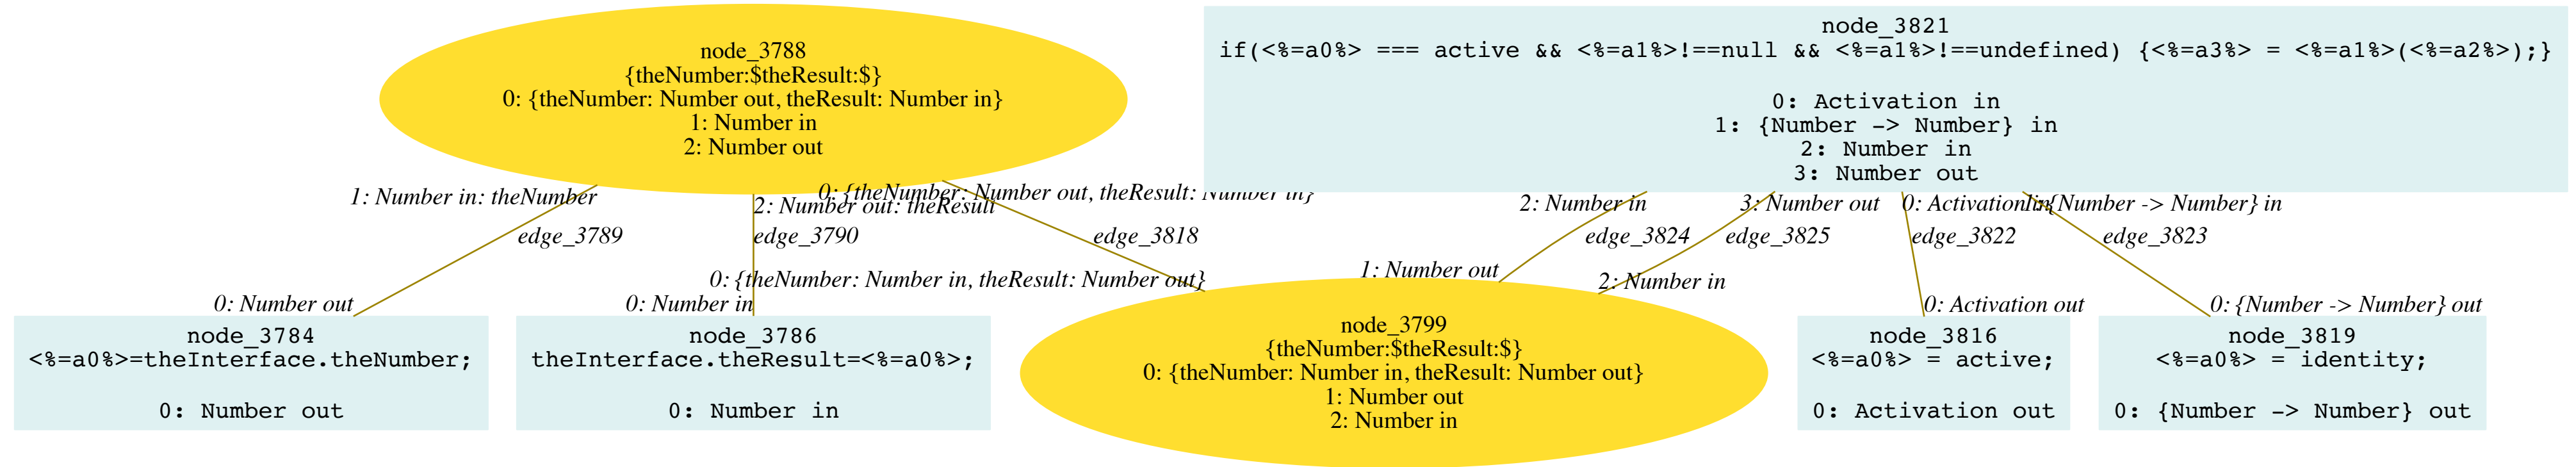 node_3788
{theNumber:$theResult:$}
0: {theNumber: Number out, theResult: Number in}
1: Number in
2: Number out
node_3821
if(<%=a0%> === active && <%=a1%>!==null && <%=a1%>!==undefined) {<%=a3%> = <%=a1%>(<%=a2%>);}
0: Activation in
1: {Number -> Number} in
2: Number in
3: Number out
1: Number in: theNumber
0: {theNumber: Number out, theResult: Number in}
2: Number out: theResult
2: Number in
3: Number out
0: Activation in
1: {Number -> Number} in
edge_3789
edge_3790
edge_3818
edge_3824
edge_3825
edge_3822
edge_3823
0: Number out
0: Number in
0: {theNumber: Number in, theResult: Number out}
1: Number out
2: Number in
0: Activation out
0: {Number -> Number} out
node_3784
<%=a0%>=theInterface.theNumber;
0: Number out
node_3786
theInterface.theResult=<%=a0%>;
0: Number in
node_3799
{theNumber:$theResult:$}
0: {theNumber: Number in, theResult: Number out}
1: Number out
2: Number in
node_3816
<%=a0%> = active;
0: Activation out
node_3819
<%=a0%> = identity;
0: {Number -> Number} out